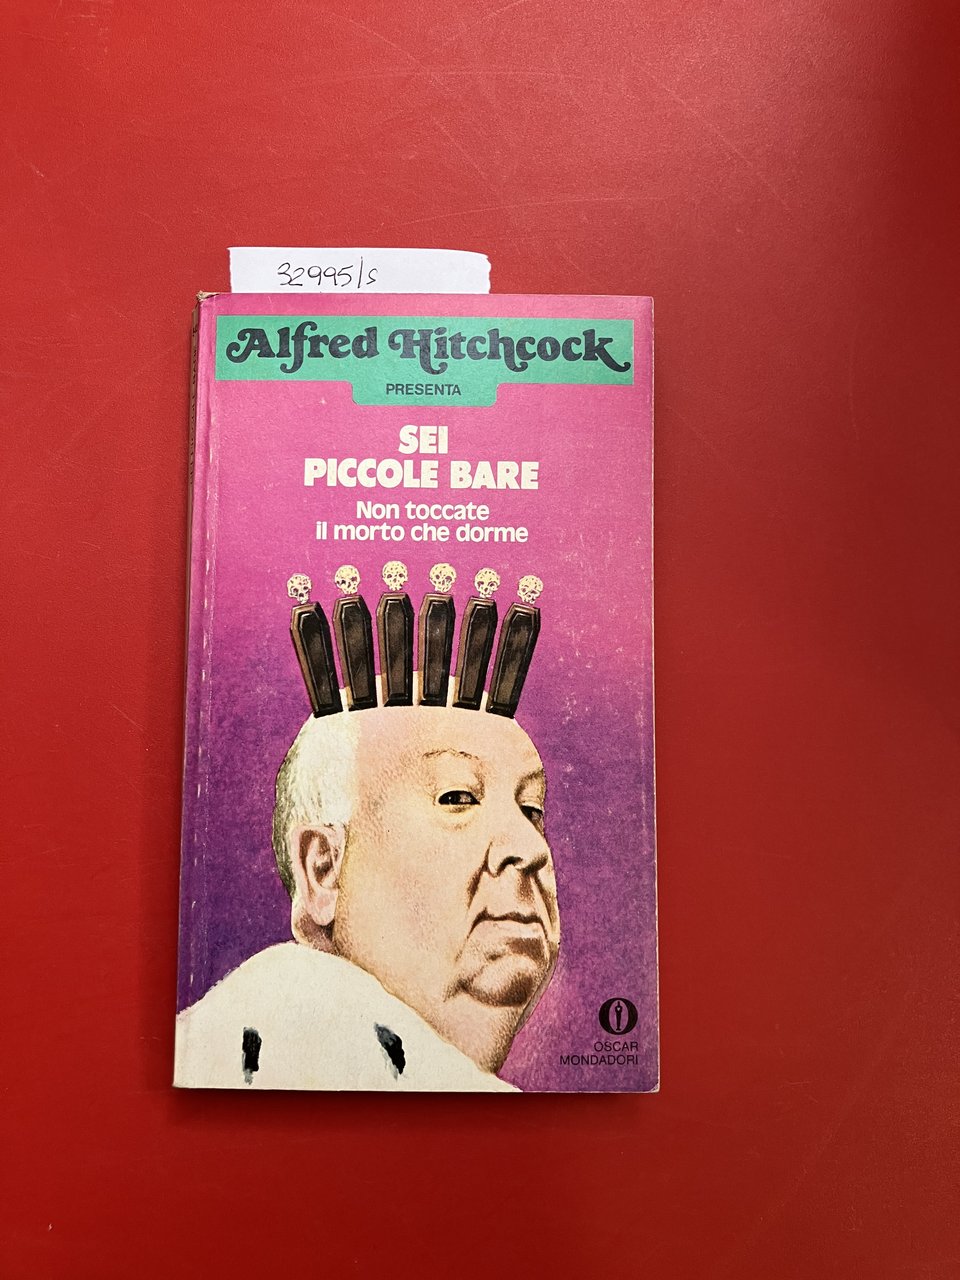 32995/s
Alfred Hitchcock
PRESENTA
SEI
PICCOLE BARE
Non toccate
il morto che dorme
OSCAR
MONDADORI